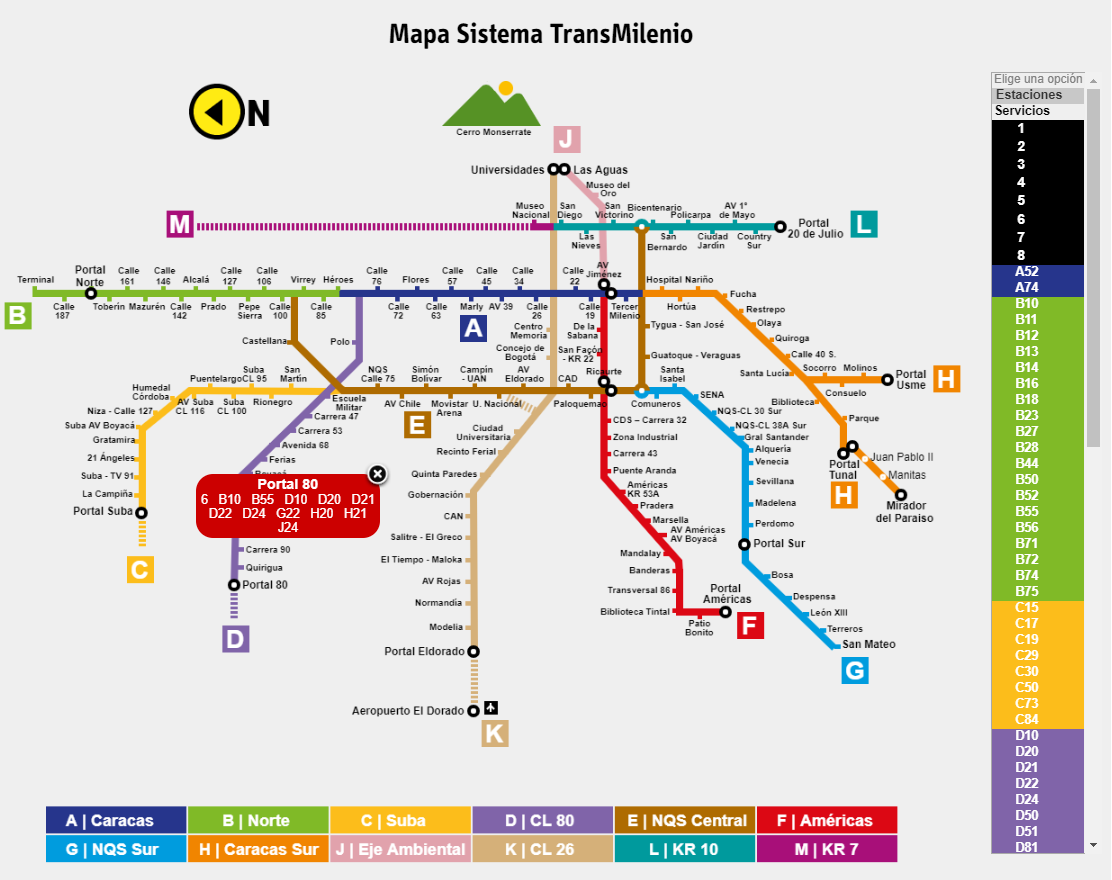 Mapa Sistema TransMilenio
Elige una opción
Estaciones
Servicios
1
2
3
4
5
6
7
8
A52
A74
B10
B11
B12
B13
B14
B16
B18
B23
B27
B28
B44
B50
B52
B55
B56
B71
B72
B74
B75
C15
C17
C19
C29
C30
C50
C73
C84
D10
D20
D21
D22
D24
D50
D51
D81
N
Cerro Monserrate
J
Universidades
Las Aguas
Museo del
Oro
M
Museo
Nacional
San
Diego
San
Victorino
Bicentenario
Policarpa
AV 1°
de Mayo
Portal
20 de Julio
L
Las
Nieves
San
Bernardo
Ciudad
Jardín
Country
Sur
Terminal
Portal
Norte
Calle
161
Calle
146
Alcalá
Calle
127
Calle
106
Virrey
Héroes
Calle
76
Flores
Calle
57
Calle
45
Calle
34
Calle
22
AV
Jiménez
Hospital Nariño
B
Calle
187
Toberín
Mazurén
Calle
142
Prado
Pepe
Sierra
Calle
100
Calle
85
Calle
72
Calle
63
Marly
AV 39
Calle
26
Calle
19
Tercer
Milenio
Hortúa
A
Fucha
Restrepo
Olaya
Quiroga
Calle 40 S.
Santa Lucía
Socorro
Molinos
Consuelo
Portal
Usme
H
Biblioteca
Parque
Portal
Tunal
H
Juan Pablo II
Manitas
Mirador
del Paraiso
Castellana
Polo
Centro
Memoria
Concejo de
Bogotá
De la
Sabana
San Façón
- KR 22
Ricaurte
Tygua - San José
Guatoque - Veraguas
Humedal
Córdoba
Puentelargo
Suba
CL 95
San
Martín
NQS
Calle 75
Simón
Bolívar
Campín
- UAN
AV
Eldorado
CAD
Santa
Isabel
Niza - Calle 127
AV Suba
CL 116
Suba
CL 100
Rionegro
Escuela
Militar
AV Chile
Movistar
Arena
U. Nacional
Paloquemao
Comuneros
E
Suba AV Boyacá
Gratamira
21 Ángeles
Suba - TV 91
La Campiña
Portal Suba
C
Carrera 47
Carrera 53
Avenida 68
Ferias
Portal 80
6 B10 B55 D10 D20 D21
D22 D24 G22 H20 H21
J24
Carrera 90
Quirigua
Portal 80
D
Ciudad
Universitaria
Recinto Ferial
Quinta Paredes
Gobernación
CAN
Salitre - El Greco
El Tiempo - Maloka
AV Rojas
Normandía
Modelia
Portal Eldorado
Aeropuerto El Dorado
K
CDS – Carrera 32
Zona Industrial
Carrera 43
Puente Aranda
Américas
KR 53A
Pradera
Marsella
AV Américas
AV Boyacá
Mandalay
Banderas
Transversal 86
Biblioteca Tintal
Patio
Bonito
Portal
Américas
F
SENA
NQS-CL 30 Sur
NQS-CL 38A Sur
Gral Santander
Alquería
Venecia
Sevillana
Madelena
Perdomo
Portal Sur
Bosa
Despensa
León XIII
Terreros
San Mateo
G
A | Caracas
B | Norte
C | Suba
D | CL 80
E | NQS Central
F | Américas
G | NQS Sur
H | Caracas Sur
J | Eje Ambiental
K | CL 26
L | KR 10
M | KR 7